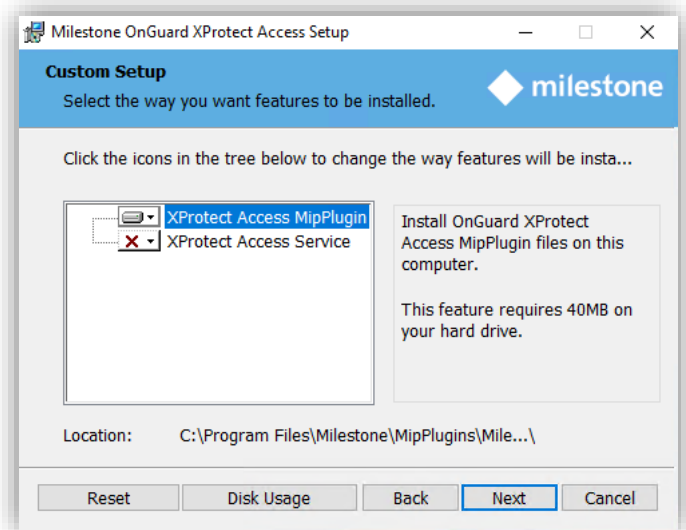 Milestone OnGuard XProtect Access Setup
Custom Setup
Select the way you want features to be installed.
milestone
Click the icons in the tree below to change the way features will be insta...
XProtect Access MipPlugin
XProtect Access Service
Install OnGuard XProtect
Access MipPlugin files on this
computer.
This feature requires 40MB on
your hard drive.
Location: C:\Program Files\Milestone\MipPlugins\Mile...\
Reset Disk Usage Back Next Cancel